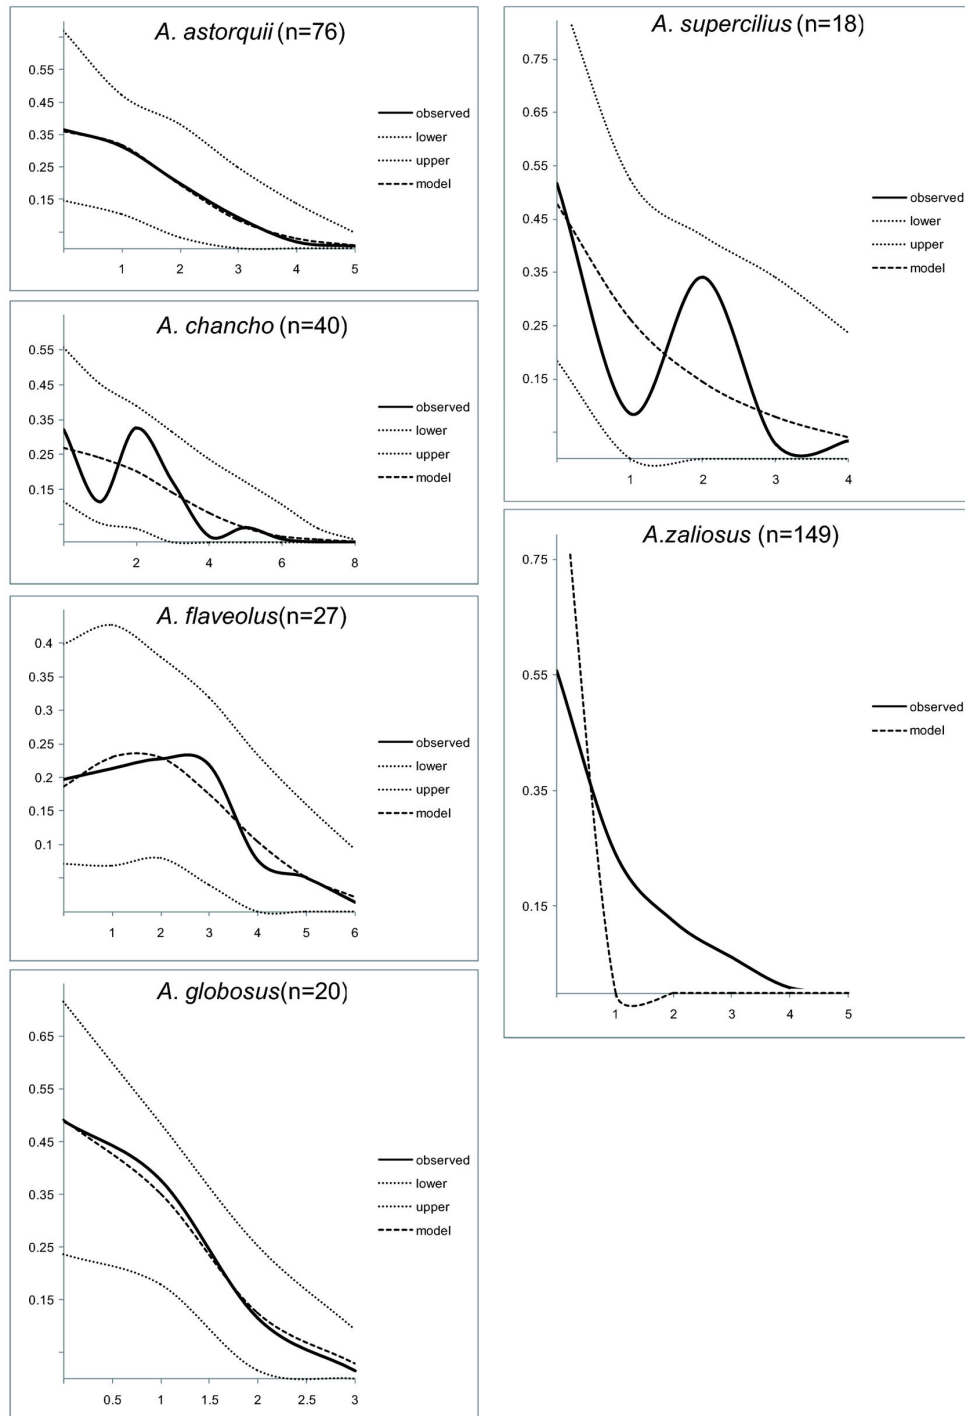 A. astorquii (n=76)
0.55
0.45
0.35
0.25
0.15
1 2 3 4 5
observed
lower
upper
model
A. chancho (n=40)
0.55
0.45
0.35
0.25
0.15
2 4 6 8
observed
lower
upper
model
A. flaveolus(n=27)
0.4
0.35
0.3
0.25
0.2
0.15
0.1
1 2 3 4 5 6
observed
lower
upper
model
A. globosus(n=20)
0.65
0.55
0.45
0.35
0.25
0.15
0.5 1 1.5 2 2.5 3
observed
lower
upper
model
A. supercilius (n=18)
0.75
0.65
0.55
0.45
0.35
0.25
0.15
1 2 3 4
observed
lower
upper
model
A.zaliosus (n=149)
0.75
0.55
0.35
0.15
1 2 3 4 5
observed
model